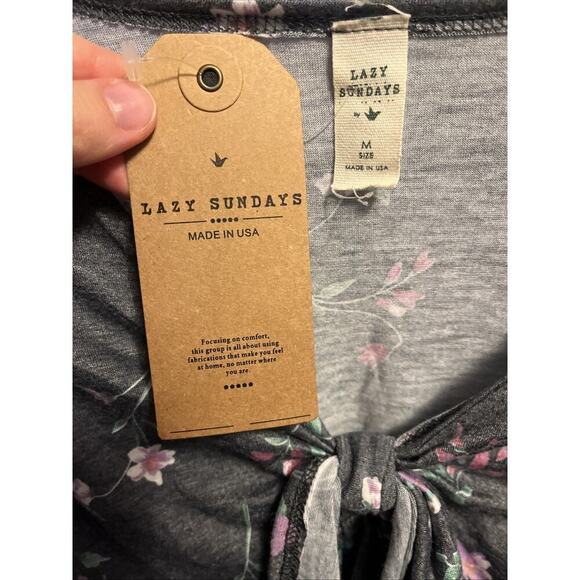 LAZY SUNDAYS
MADE IN USA
Focusing on comfort,
this group is all about using
fabrications that make you feel
at home, no matter where
you are.
LAZY
SUNDAYS
By
M
SIZE
MADE IN USA